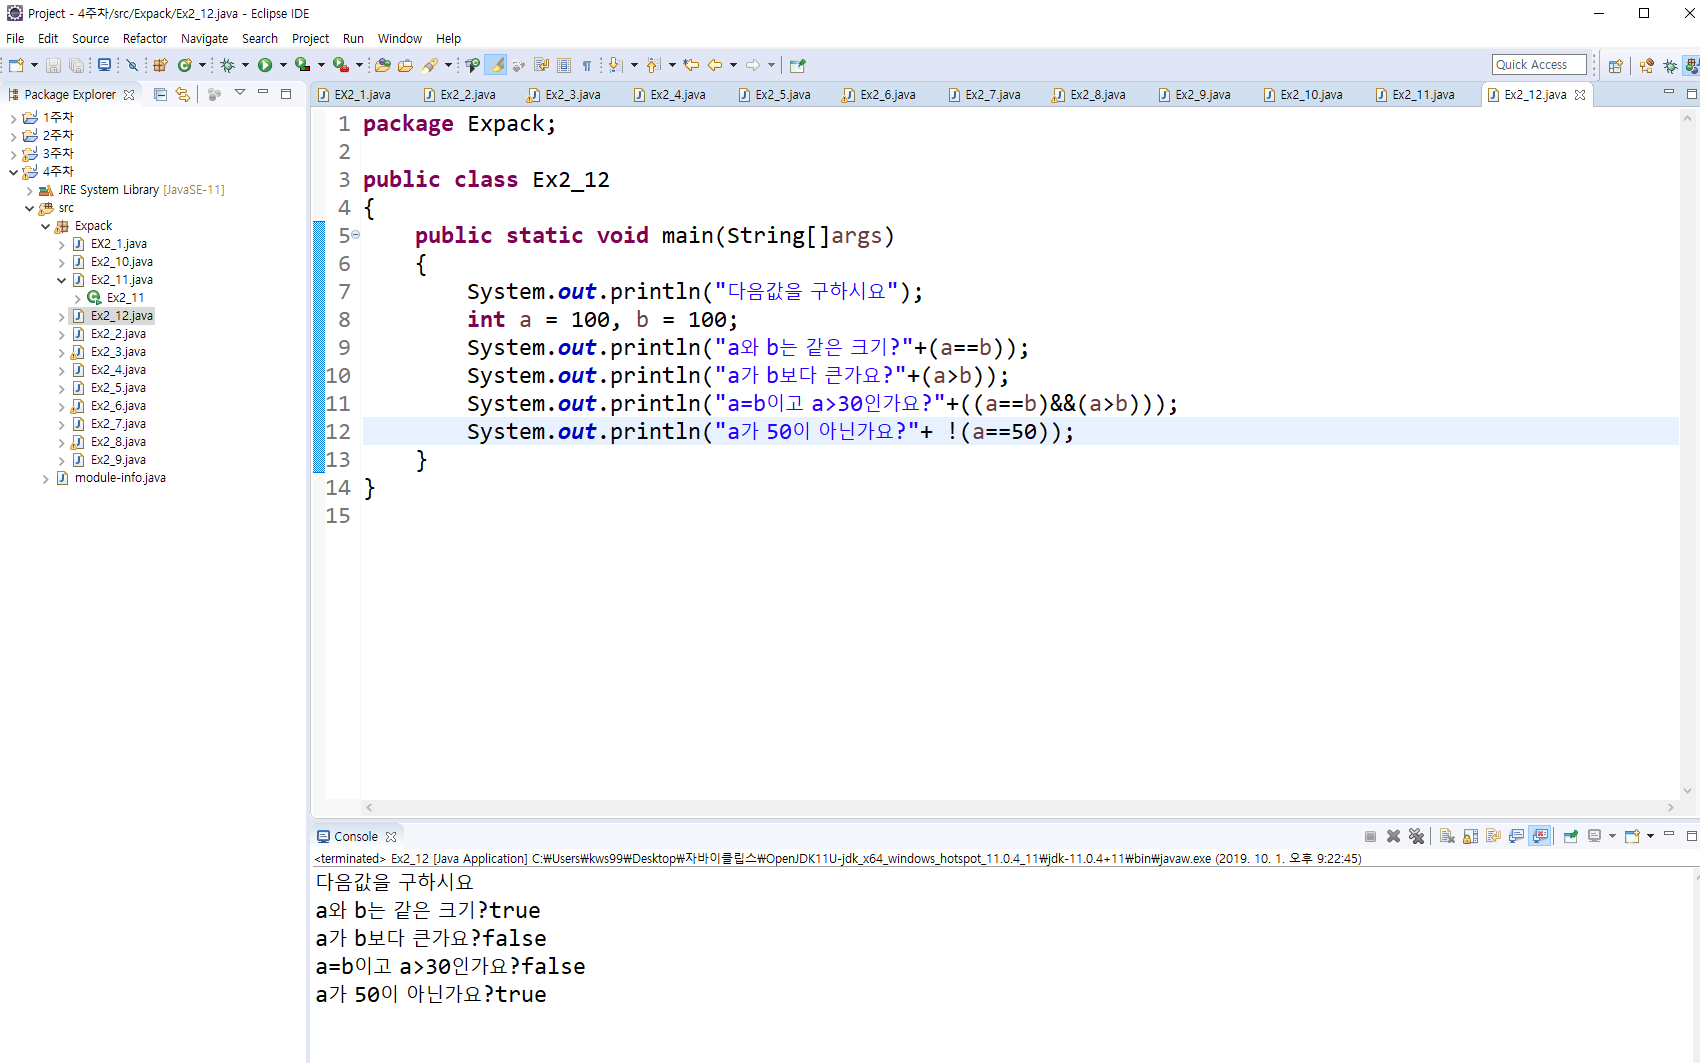 Project - 4주차/src/Expack/Ex2_12.java - Eclipse IDE
File Edit Source Refactor Navigate Search Project Run Window Help
Quick Access
Package Explorer
EX2_1.java Ex2_2.java Ex2_3.java Ex2_4.java Ex2_5.java Ex2_6.java Ex2_7.java Ex2_8.java Ex2_9.java Ex2_10.java Ex2_11.java Ex2_12.java
1주차
2주차
3주차
4주차
JRE System Library [JavaSE-11]
src
Expack
EX2_1.java
Ex2_10.java
Ex2_11.java
Ex2_11
Ex2_12.java
Ex2_2.java
Ex2_3.java
Ex2_4.java
Ex2_5.java
Ex2_6.java
Ex2_7.java
Ex2_8.java
Ex2_9.java
module-info.java
1 package Expack;
2
3 public class Ex2_12
4 {
5 public static void main(String[]args)
6 {
7 System.out.println("다음값을 구하시요");
8 int a = 100, b = 100;
9 System.out.println("a와 b는 같은 크기?"+(a==b));
10 System.out.println("a가 b보다 큰가요?"+(a>b));
11 System.out.println("a=b이고 a>30인가요?"+((a==b)&&(a>b)));
12 System.out.println("a가 50이 아닌가요?"+ !(a==50));
13 }
14 }
15
Console
<terminated> Ex2_12 [Java Application] C:₩Users₩kws99₩Desktop₩자바이클립스₩OpenJDK11U-jdk_x64_windows_hotspot_11.0.4_11₩jdk-11.0.4+11₩bin₩javaw.exe (2019. 10. 1. 오후 9:22:45)
다음값을 구하시요
a와 b는 같은 크기?true
a가 b보다 큰가요?false
a=b이고 a>30인가요?false
a가 50이 아닌가요?true